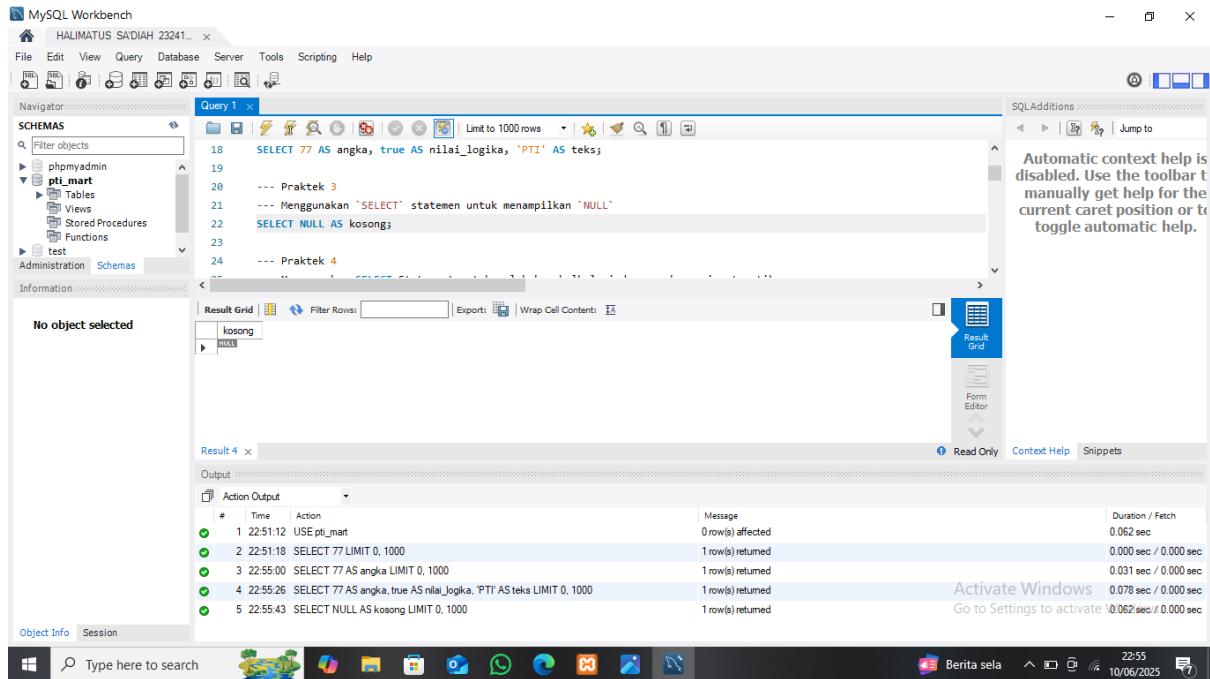 MySQL Workbench
HALIMATUS SA'DIAH 23241...
File Edit View Query Database Server Tools Scripting Help
Navigator
SCHEMAS
Filter objects
phpmyadmin
pti_mart
Tables
Views
Stored Procedures
Functions
test
Administration Schemas
Information
No object selected
Object Info Session
Query 1
Limit to 1000 rows
18 SELECT 77 AS angka, true AS nilai_logika, 'PTI' AS teks;
19
20 --- Praktek 3
21 --- Menggunakan `SELECT` statemen untuk menampilkan `NULL`
22 SELECT NULL AS kosong;
23
24 --- Praktek 4
Result Grid Filter Rows: Export: Wrap Cell Content:
kosong
NULL
Result Grid
Form Editor
Result 4 Read Only
SQLAdditions
Jump to
Automatic context help is
disabled. Use the toolbar t
manually get help for the
current caret position or to
toggle automatic help.
Context Help Snippets
Output
Action Output
# Time Action Message Duration / Fetch
1 22:51:12 USE pti_mart 0 row(s) affected 0.062 sec
2 22:51:18 SELECT 77 LIMIT 0, 1000 1 row(s) returned 0.000 sec / 0.000 sec
3 22:55:00 SELECT 77 AS angka LIMIT 0, 1000 1 row(s) returned 0.031 sec / 0.000 sec
4 22:55:26 SELECT 77 AS angka, true AS nilai_logika, 'PTI' AS teks LIMIT 0, 1000 1 row(s) returned 0.078 sec / 0.000 sec
5 22:55:43 SELECT NULL AS kosong LIMIT 0, 1000 1 row(s) returned 0.062 sec / 0.000 sec
Activate Windows
Go to Settings to activate Windows.
Type here to search
Berita sela
22:55
10/06/2025